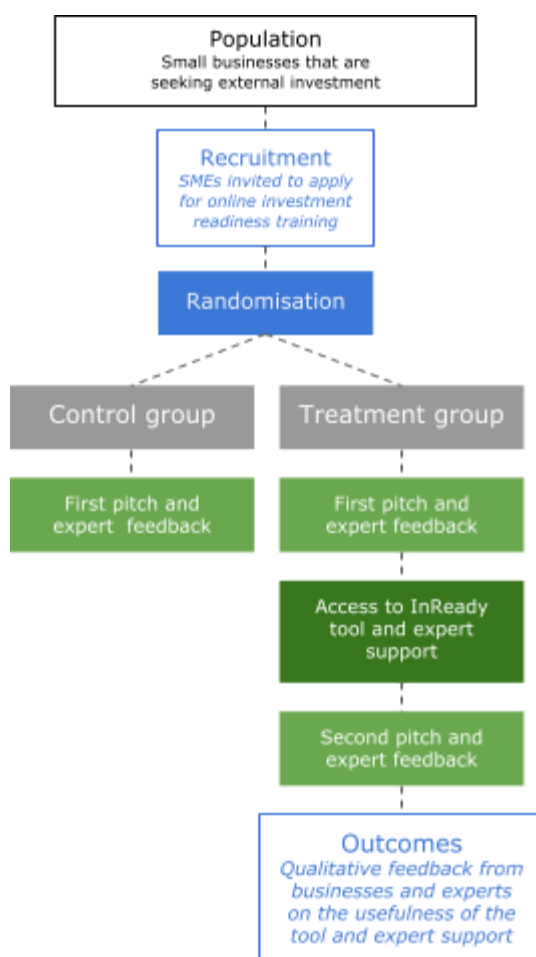 Population
Small businesses that are
seeking external investment
Recruitment
SMEs invited to apply
for online investment
readiness training
Randomisation
Control group
Treatment group
First pitch and
expert feedback
First pitch and
expert feedback
Access to InReady
tool and expert
support
Second pitch and
expert feedback
Outcomes
Qualitative feedback from
businesses and experts
on the usefulness of the
tool and expert support